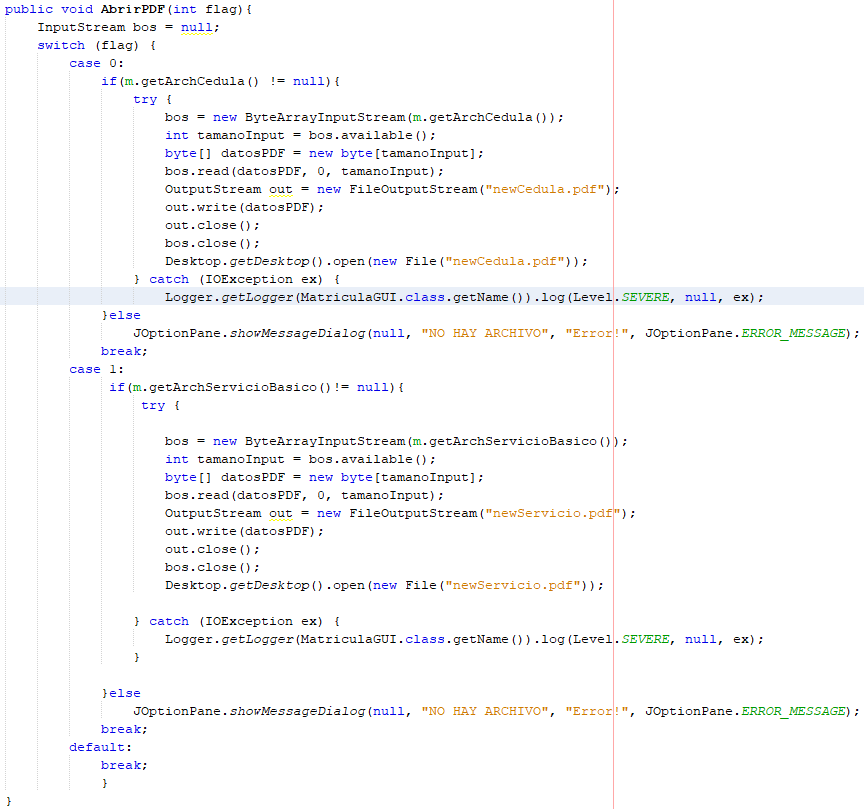 public void AbrirPDF(int flag){
    InputStream bos = null;
    switch (flag) {
        case 0:
            if(m.getArchCedula() != null){
                try {
                    bos = new ByteArrayInputStream(m.getArchCedula());
                    int tamanoInput = bos.available();
                    byte[] datosPDF = new byte[tamanoInput];
                    bos.read(datosPDF, 0, tamanoInput);
                    OutputStream out = new FileOutputStream("newCedula.pdf");
                    out.write(datosPDF);
                    out.close();
                    bos.close();
                    Desktop.getDesktop().open(new File("newCedula.pdf"));
                } catch (IOException ex) {
                    Logger.getLogger(MatriculaGUI.class.getName()).log(Level.SEVERE, null, ex);
            }else
                JOptionPane.showMessageDialog(null, "NO HAY ARCHIVO", "Error!", JOptionPane.ERROR_MESSAGE);
            break;
        case 1:
             if(m.getArchServicioBasico()!= null){
                 try {
                    bos = new ByteArrayInputStream(m.getArchServicioBasico());
                    int tamanoInput = bos.available();
                    byte[] datosPDF = new byte[tamanoInput];
                    bos.read(datosPDF, 0, tamanoInput);
                    OutputStream out = new FileOutputStream("newServicio.pdf");
                    out.write(datosPDF);
                    out.close();
                    bos.close();
                    Desktop.getDesktop().open(new File("newServicio.pdf"));
                } catch (IOException ex) {
                    Logger.getLogger(MatriculaGUI.class.getName()).log(Level.SEVERE, null, ex);
                }
            }else
                JOptionPane.showMessageDialog(null, "NO HAY ARCHIVO", "Error!", JOptionPane.ERROR_MESSAGE);
            break;
        default:
            break;
            }
}